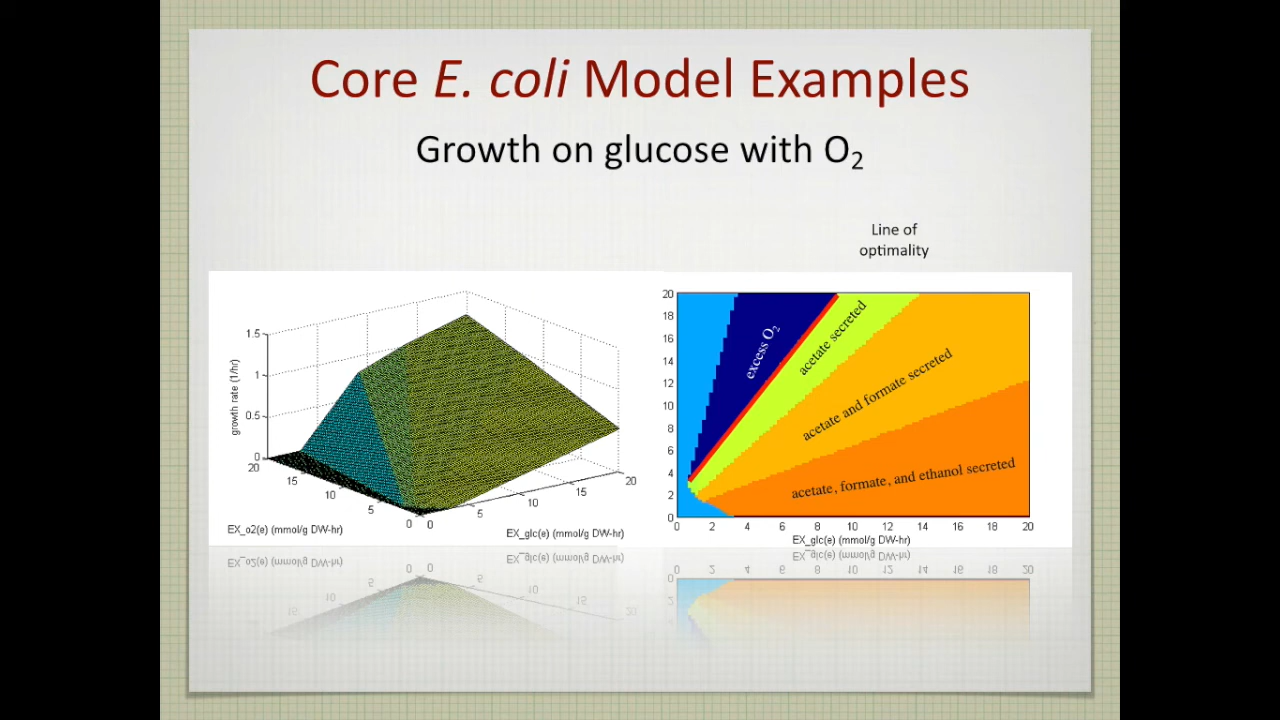 Core E. coli Model Examples
Growth on glucose with O₂
Line of
optimality
1.5
1
0.5
0
growth rate (1/hr)
20
15
10
5
0
EX_o2(e) (mmol/g DW-hr)
0
5
10
15
20
EX_glc(e) (mmol/g DW-hr)
20
18
16
14
12
10
8
6
4
2
0
excess O₂
acetate secreted
acetate and formate secreted
acetate, formate, and ethanol secreted
0 2 4 6 8 10 12 14 16 18 20
EX_glc(e) (mmol/g DW-hr)